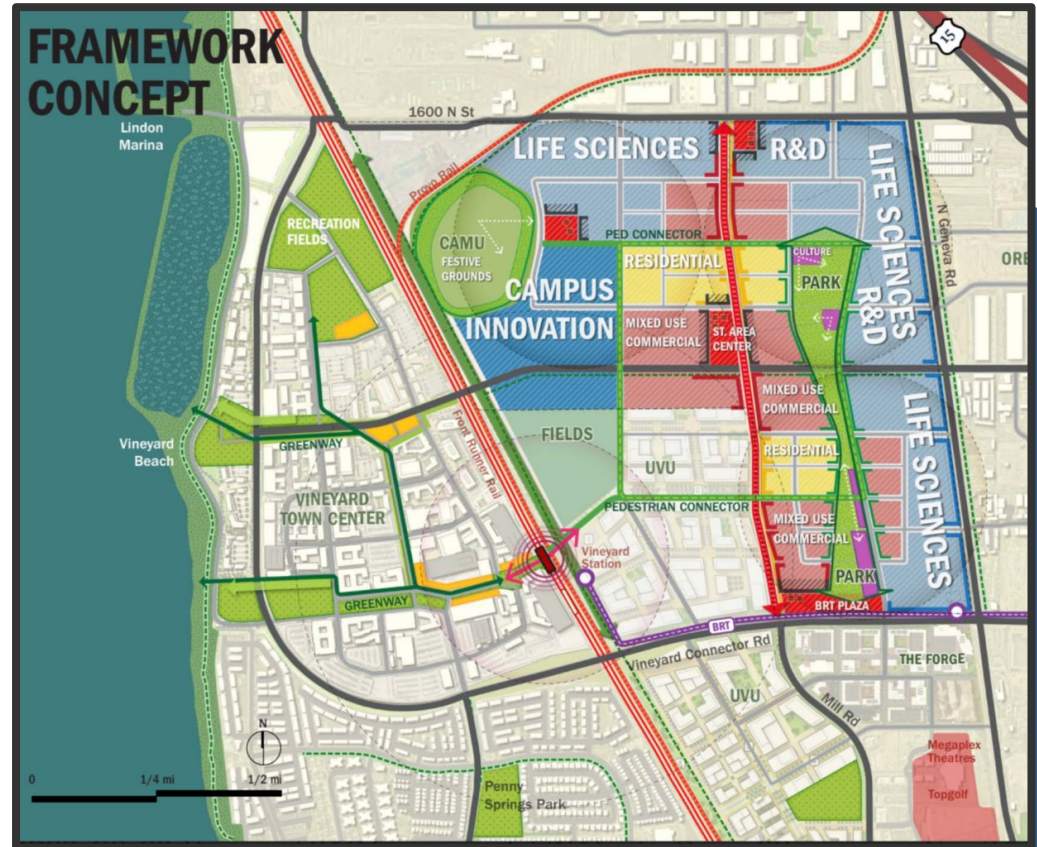 FRAMEWORK
CONCEPT
15
Lindon
Marina
1600 N St
LIFE SCIENCES
R&D
LIFE SCIENCES
R&D
Provo Rail
N Geneva Rd
RECREATION
FIELDS
CAMU
FESTIVE
GROUNDS
PED CONNECTOR
CULTURE
ORE
RESIDENTIAL
PARK
CAMPUS
INNOVATION
MIXED USE
COMMERCIAL
ST. AREA
CENTER
MIXED USE
COMMERCIAL
LIFE SCIENCES
Vineyard
Beach
GREENWAY
Front Runner Rail
FIELDS
UVU
RESIDENTIAL
VINEYARD
TOWN CENTER
PEDESTRIAN CONNECTOR
MIXED USE
COMMERCIAL
Vineyard
Station
PARK
GREENWAY
BRT PLAZA
BRT
Vineyard Connector Rd
THE FORGE
UVU
Mill Rd
N
Megaplex
Theatres
Topgolf
0
1/4 mi
1/2 mi
Penny
Springs Park